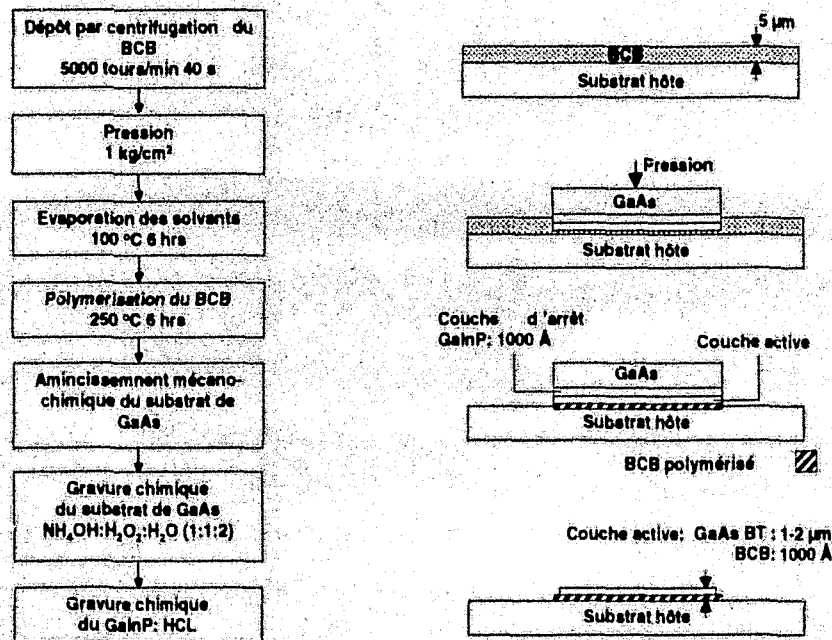 Dépôt par centrifugation du
BCB
5000 tours/min 40 s
Pression
1 kg/cm²
Evaporation des solvants
100 °C 6 hrs
Polymérisation du BCB
250 °C 6 hrs
Amincissemnent mécano-
chimique du substrat de
GaAs
Gravure chimique
du substrat de GaAs
NH₄OH:H₂O₂:H₂O (1:1:2)
Gravure chimique
du GaInP: HCL
5 µm
BCB
Substrat hôte
Pression
GaAs
Substrat hôte
Couche d'arrêt
GaInP: 1000 Å
Couche active
GaAs
Substrat hôte
BCB polymérisé
Couche active: GaAs BT : 1-2 µm
BCB: 1000 Å
Substrat hôte